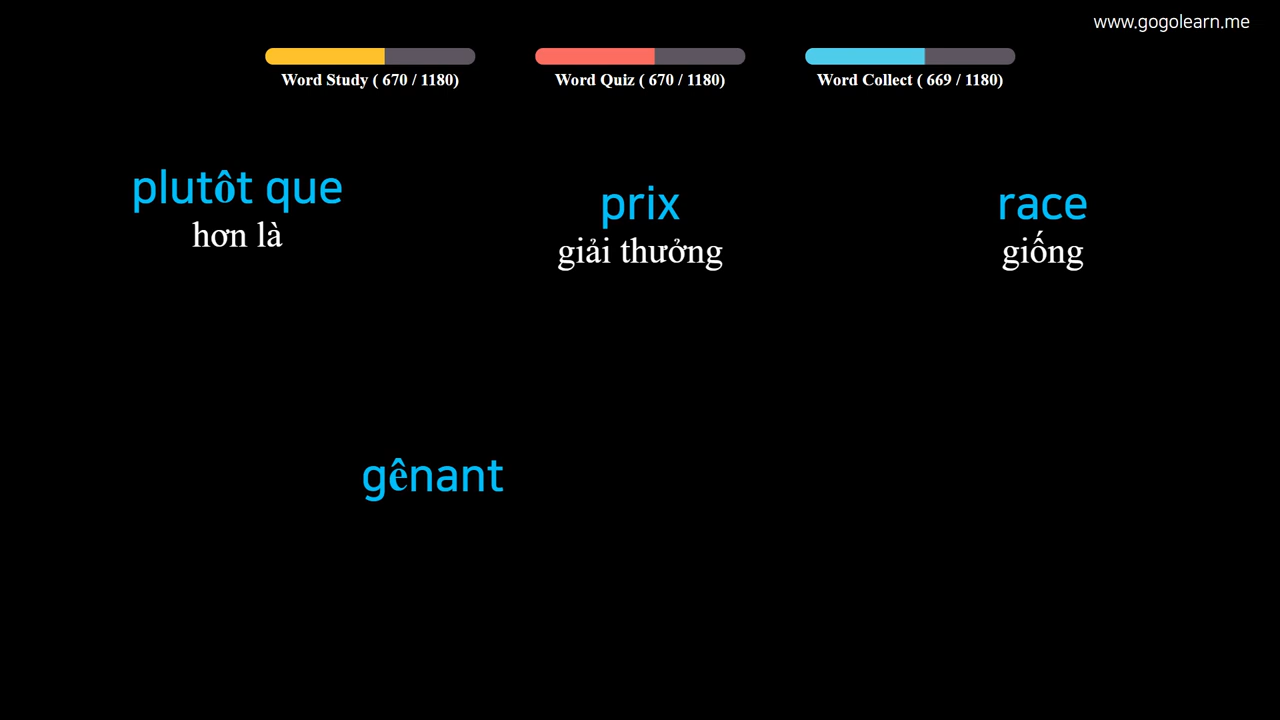 www.gogolearn.me
Word Study ( 670 / 1180)
Word Quiz ( 670 / 1180)
Word Collect ( 669 / 1180)
plutôt que
hơn là
prix
giải thưởng
race
giống
gênant